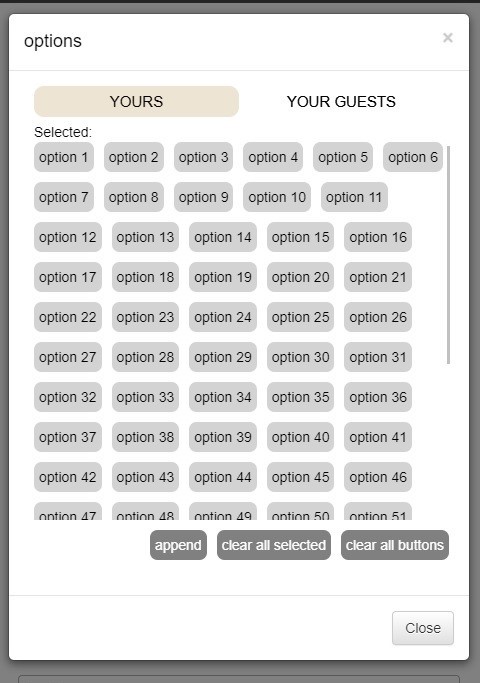 options ×
YOURS YOUR GUESTS
Selected:
option 1 option 2 option 3 option 4 option 5 option 6
option 7 option 8 option 9 option 10 option 11
option 12 option 13 option 14 option 15 option 16
option 17 option 18 option 19 option 20 option 21
option 22 option 23 option 24 option 25 option 26
option 27 option 28 option 29 option 30 option 31
option 32 option 33 option 34 option 35 option 36
option 37 option 38 option 39 option 40 option 41
option 42 option 43 option 44 option 45 option 46
option 47 option 48 option 49 option 50 option 51
append clear all selected clear all buttons
Close